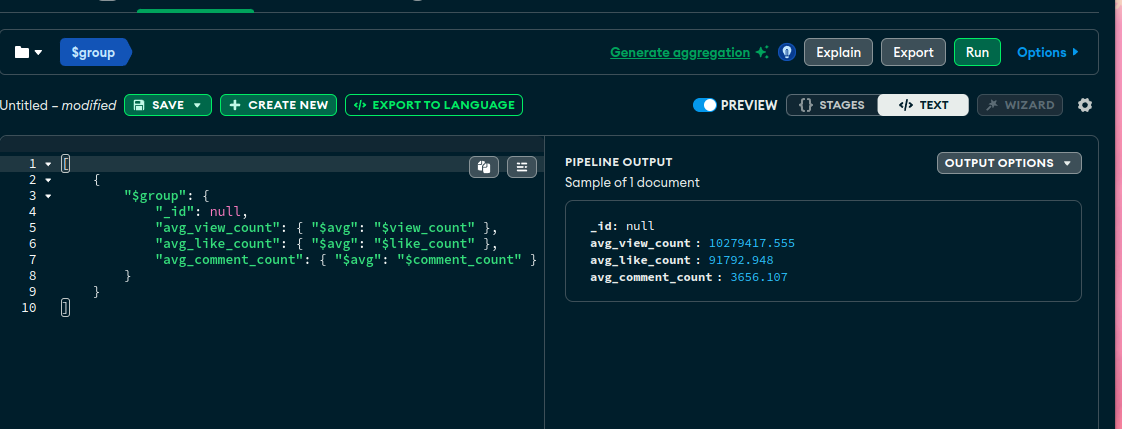 $group
Generate aggregation
Explain
Export
Run
Options
Untitled – modified
SAVE
CREATE NEW
</> EXPORT TO LANGUAGE
PREVIEW
{} STAGES
</> TEXT
WIZARD
1 [
2 {
3 "$group": {
4 "_id": null,
5 "avg_view_count": { "$avg": "$view_count" },
6 "avg_like_count": { "$avg": "$like_count" },
7 "avg_comment_count": { "$avg": "$comment_count" }
8 }
9 }
10 ]
PIPELINE OUTPUT
Sample of 1 document
OUTPUT OPTIONS
_id: null
avg_view_count : 10279417.555
avg_like_count : 91792.948
avg_comment_count : 3656.107